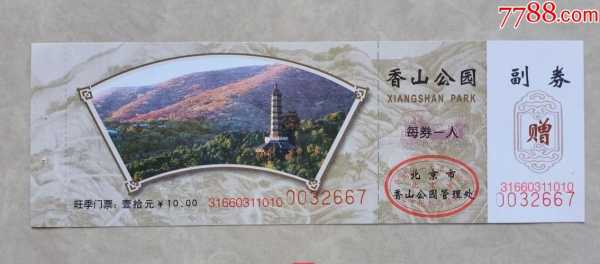 7788.com
香山公园
XIANGSHAN PARK
每券一人
北京市
香山公园管理处
旺季门票：壹拾元 ¥ 10.00
31660311010
0032667
副券
赠
31660311010
0032667